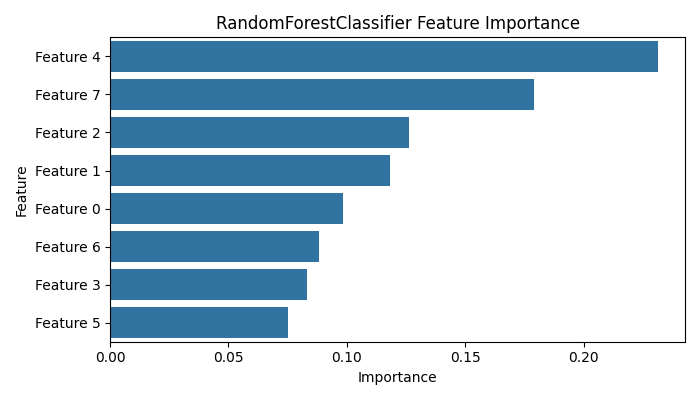 RandomForestClassifier Feature Importance
Feature 4
Feature 7
Feature 2
Feature 1
Feature 0
Feature 6
Feature 3
Feature 5
Feature
0.00 0.05 0.10 0.15 0.20
Importance